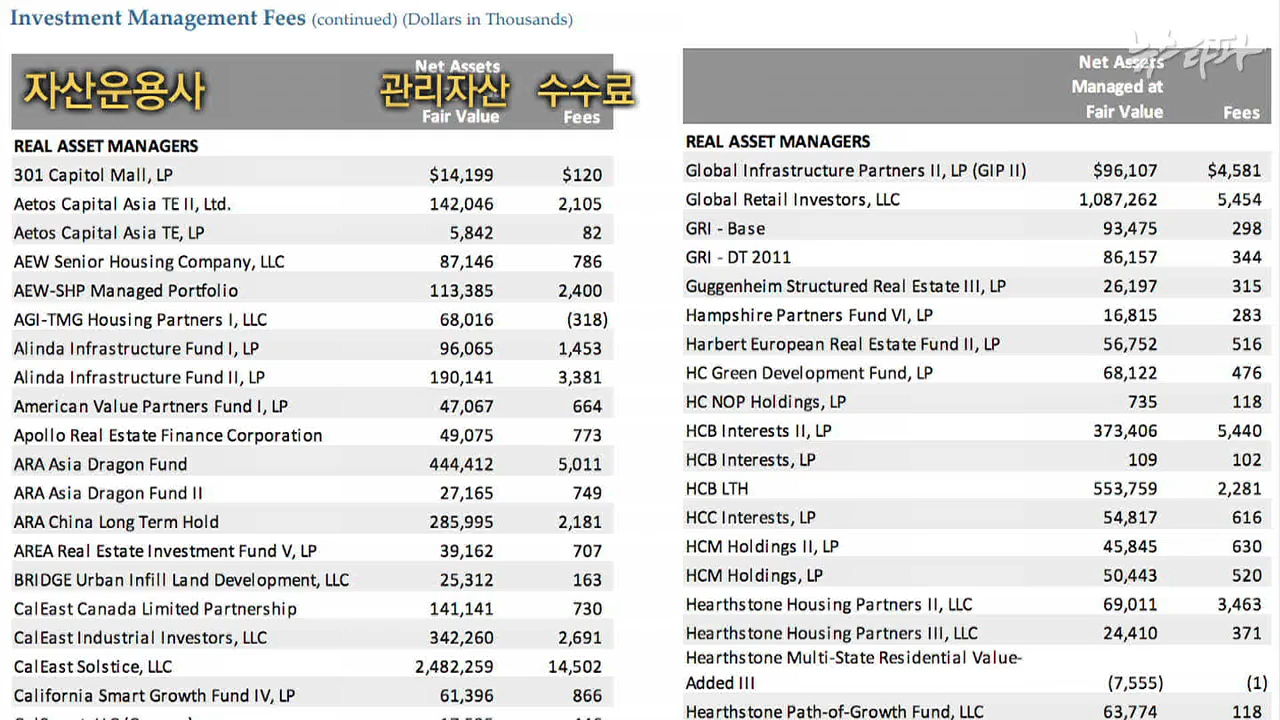 Investment Management Fees (continued) (Dollars in Thousands)
자산운용사 관리자산 수수료
Net Assets
Fair Value Fees
REAL ASSET MANAGERS
301 Capitol Mall, LP $14,199 $120
Aetos Capital Asia TE II, Ltd. 142,046 2,105
Aetos Capital Asia TE, LP 5,842 82
AEW Senior Housing Company, LLC 87,146 786
AEW-SHP Managed Portfolio 113,385 2,400
AGI-TMG Housing Partners I, LLC 68,016 (318)
Alinda Infrastructure Fund I, LP 96,065 1,453
Alinda Infrastructure Fund II, LP 190,141 3,381
American Value Partners Fund I, LP 47,067 664
Apollo Real Estate Finance Corporation 49,075 773
ARA Asia Dragon Fund 444,412 5,011
ARA Asia Dragon Fund II 27,165 749
ARA China Long Term Hold 285,995 2,181
AREA Real Estate Investment Fund V, LP 39,162 707
BRIDGE Urban Infill Land Development, LLC 25,312 163
CalEast Canada Limited Partnership 141,141 730
CalEast Industrial Investors, LLC 342,260 2,691
CalEast Solstice, LLC 2,482,259 14,502
California Smart Growth Fund IV, LP 61,396 866
뉴스타파
Net Assets
Managed at
Fair Value Fees
REAL ASSET MANAGERS
Global Infrastructure Partners II, LP (GIP II) $96,107 $4,581
Global Retail Investors, LLC 1,087,262 5,454
GRI - Base 93,475 298
GRI - DT 2011 86,157 344
Guggenheim Structured Real Estate III, LP 26,197 315
Hampshire Partners Fund VI, LP 16,815 283
Harbert European Real Estate Fund II, LP 56,752 516
HC Green Development Fund, LP 68,122 476
HC NOP Holdings, LP 735 118
HCB Interests II, LP 373,406 5,440
HCB Interests, LP 109 102
HCB LTH 553,759 2,281
HCC Interests, LP 54,817 616
HCM Holdings II, LP 45,845 630
HCM Holdings, LP 50,443 520
Hearthstone Housing Partners II, LLC 69,011 3,463
Hearthstone Housing Partners III, LLC 24,410 371
Hearthstone Multi-State Residential Value-
Added III (7,555) (1)
Hearthstone Path-of-Growth Fund, LLC 63,774 118